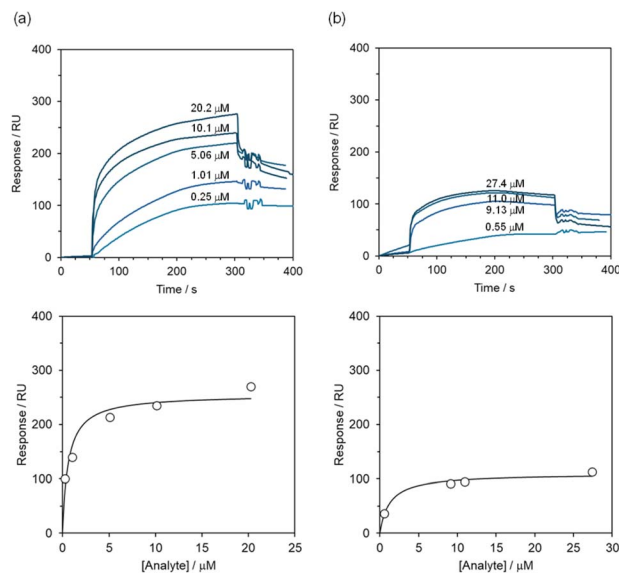 (a)
400
300
200
100
0
Response / RU
20.2 µM
10.1 µM
5.06 µM
1.01 µM
0.25 µM
0 100 200 300 400
Time / s
(b)
400
300
200
100
0
Response / RU
27.4 µM
11.0 µM
9.13 µM
0.55 µM
0 100 200 300 400
Time / s
400
300
200
100
0
Response / RU
0 5 10 15 20 25
[Analyte] / µM
400
300
200
100
0
Response / RU
0 5 10 15 20 25 30
[Analyte] / µM